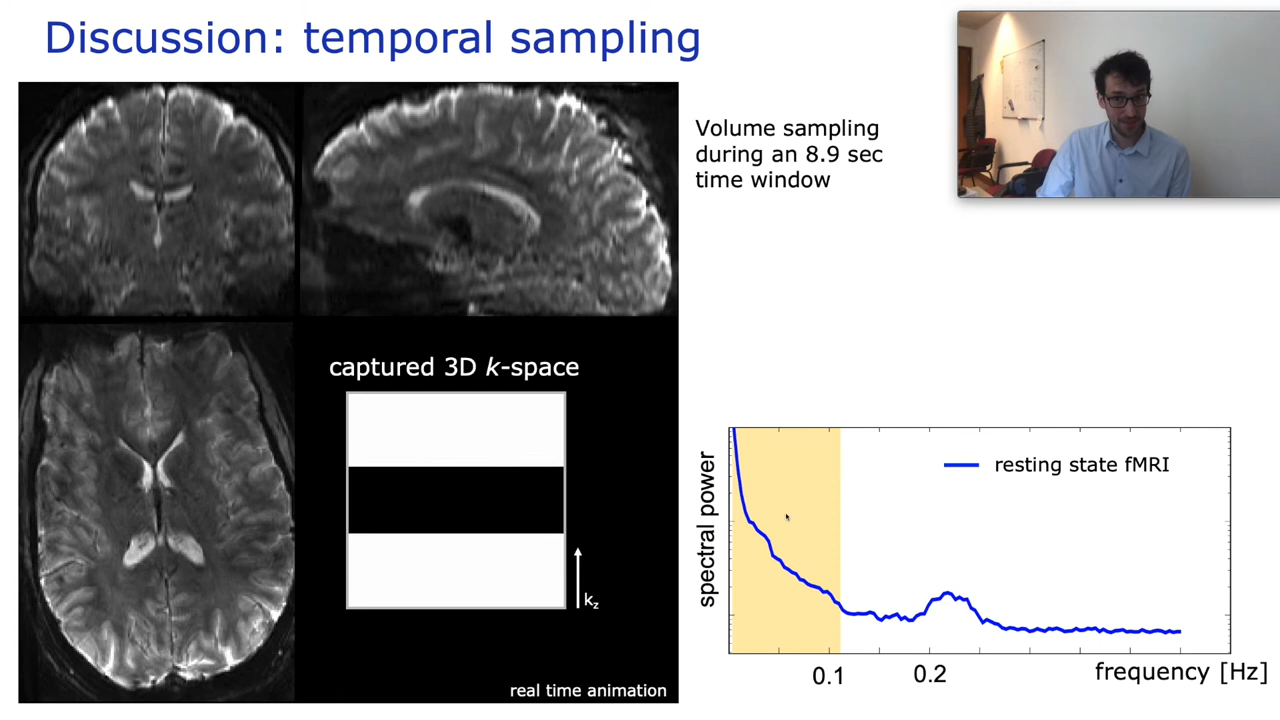 Discussion: temporal sampling
Volume sampling
during an 8.9 sec
time window
captured 3D k-space
kz
real time animation
spectral power
resting state fMRI
0.1
0.2
frequency [Hz]